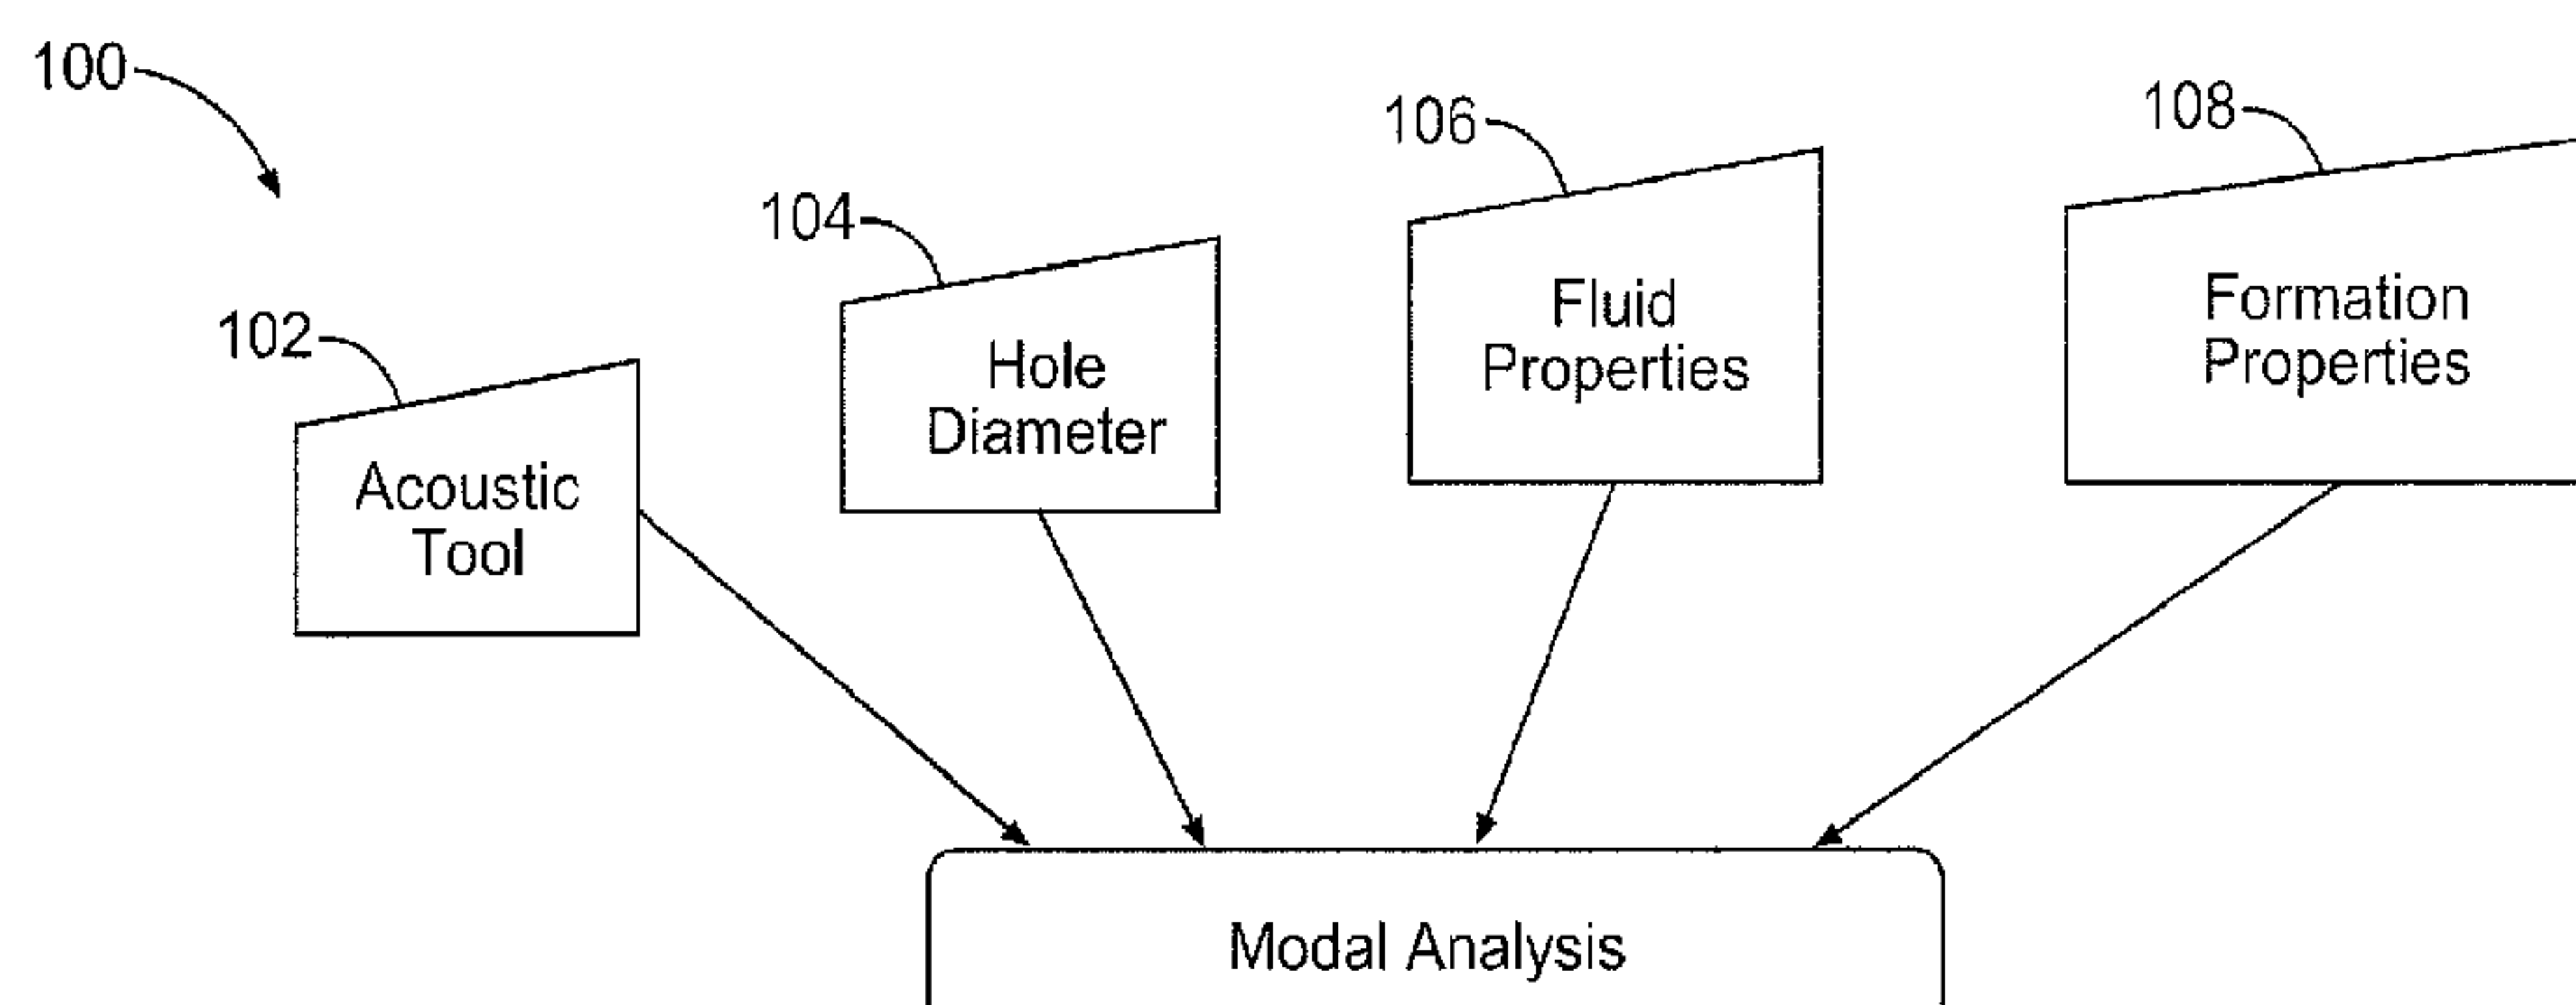 100
102
Acoustic
Tool
104
Hole
Diameter
106
Fluid
Properties
108
Formation
Properties
Modal Analysis